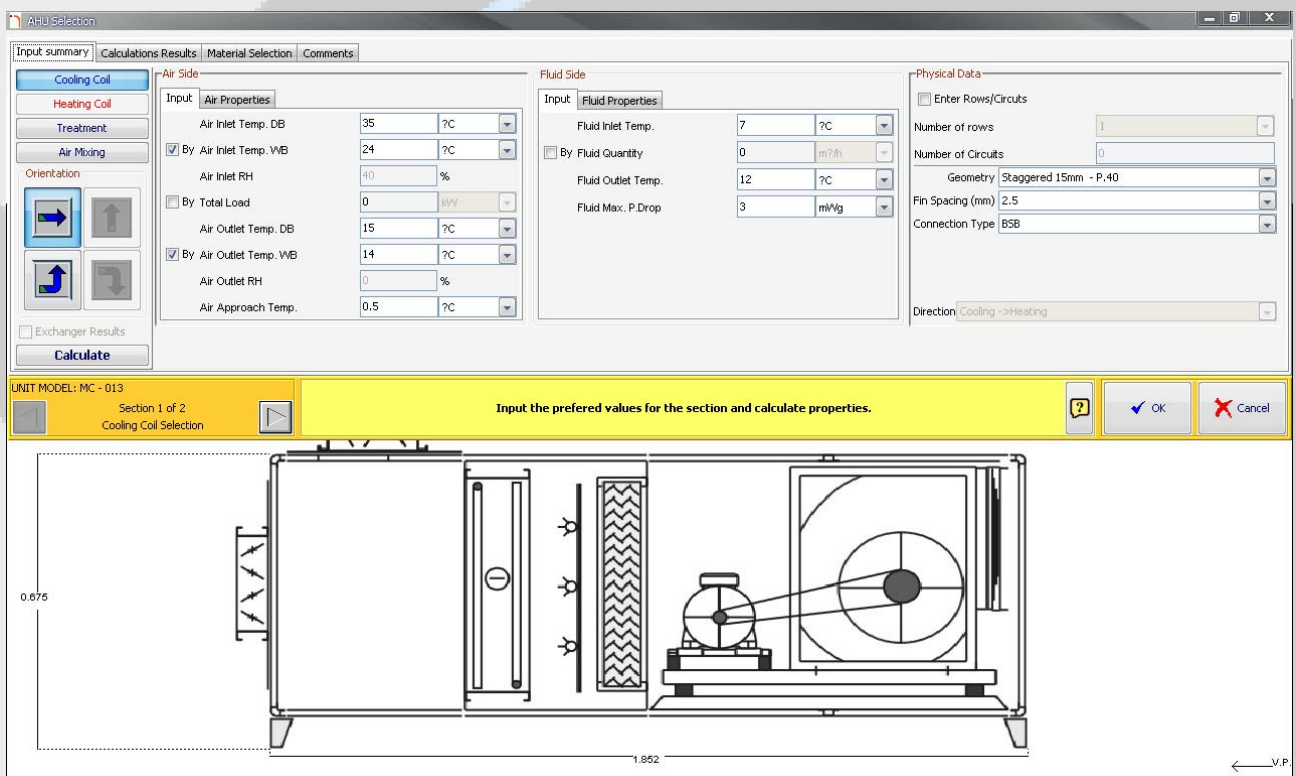 AHU Selection
Input summary Calculations Results Material Selection Comments
Cooling Coil
Heating Coil
Treatment
Air Mixing
Orientation
Exchanger Results
Calculate
Air Side
Input Air Properties
Air Inlet Temp. DB 35 ?C
By Air Inlet Temp. WB 24 ?C
Air Inlet RH 40 %
By Total Load 0 kW
Air Outlet Temp. DB 15 ?C
By Air Outlet Temp. WB 14 ?C
Air Outlet RH 0 %
Air Approach Temp. 0.5 ?C
Fluid Side
Input Fluid Properties
Fluid Inlet Temp. 7 ?C
By Fluid Quantity 0 m?/h
Fluid Outlet Temp. 12 ?C
Fluid Max. P.Drop 3 mWg
Physical Data
Enter Rows/Circuts
Number of rows 1
Number of Circuits 0
Geometry Staggered 15mm - P.40
Fin Spacing (mm) 2.5
Connection Type BSB
Direction Cooling ->Heating
UNIT MODEL: MC - 013
Section 1 of 2
Cooling Coil Selection
Input the prefered values for the section and calculate properties.
?
OK
Cancel
0.675
1.852
V.P.